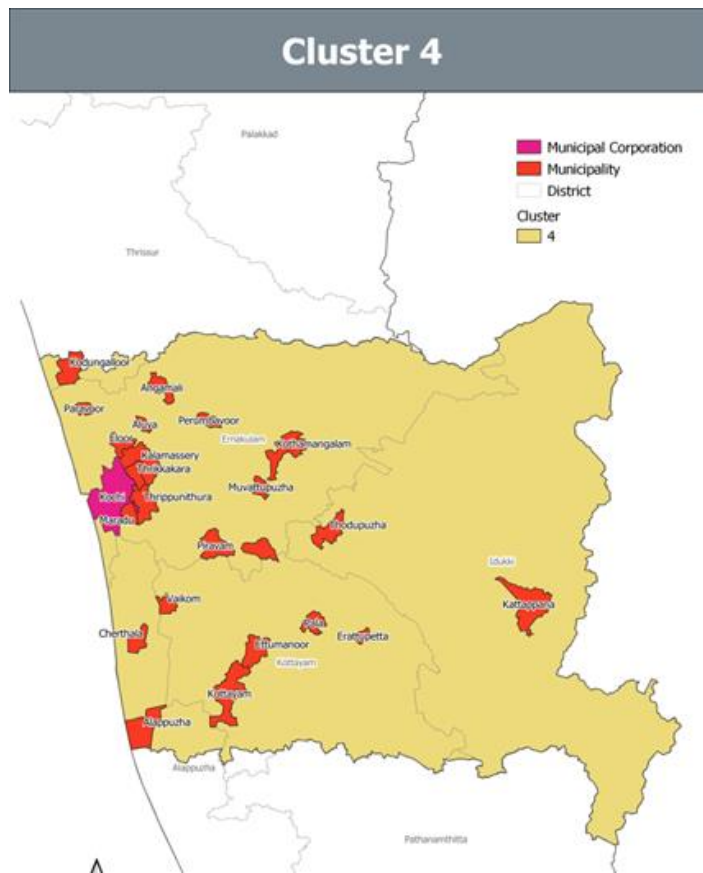 Cluster 4
Palakkad
Municipal Corporation
Municipality
District
Cluster
4
Thrissur
Kodungalloor
Angamali
Paravoor
Aluva
Perumbavoor
Eloor
Ernakulam
Kothamangalam
Kalamassery
Thrikkakara
Muvattupuzha
Kochi
Thrippunithura
Maradu
Thodupuzha
Piravam
Idukki
Vaikom
Kattappana
Pala
Cherthala
Erattupetta
Ettumanoor
Kottayam
Kottayam
Alappuzha
Alappuzha
Pathanamthitta